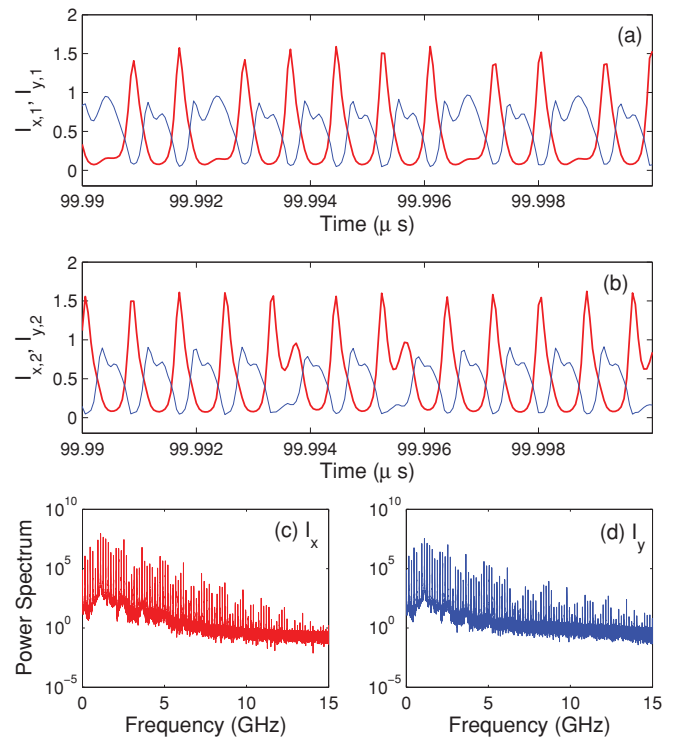 2
(a)
1.5
1
0.5
0
I_x,1, I_y,1
99.99 99.992 99.994 99.996 99.998
Time (μ s)
2
(b)
1.5
1
0.5
0
I_x,2, I_y,2
99.99 99.992 99.994 99.996 99.998
Time (μ s)
10^10
10^5
10^0
10^−5
Power Spectrum
(c) I_x
0 5 10 15
Frequency (GHz)
10^10
10^5
10^0
10^−5
(d) I_y
0 5 10 15
Frequency (GHz)